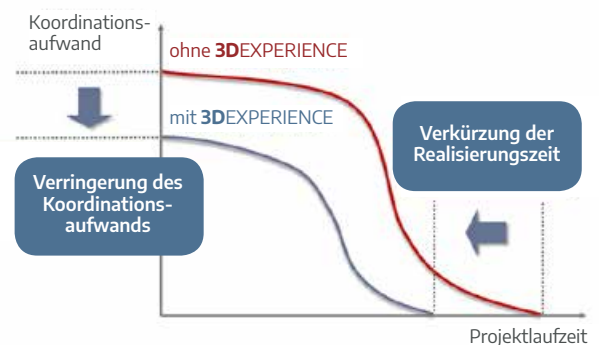 Koordinations-
aufwand
ohne 3DEXPERIENCE
mit 3DEXPERIENCE
Verkürzung der
Realisierungszeit
Verringerung des
Koordinations-
aufwands
Projektlaufzeit